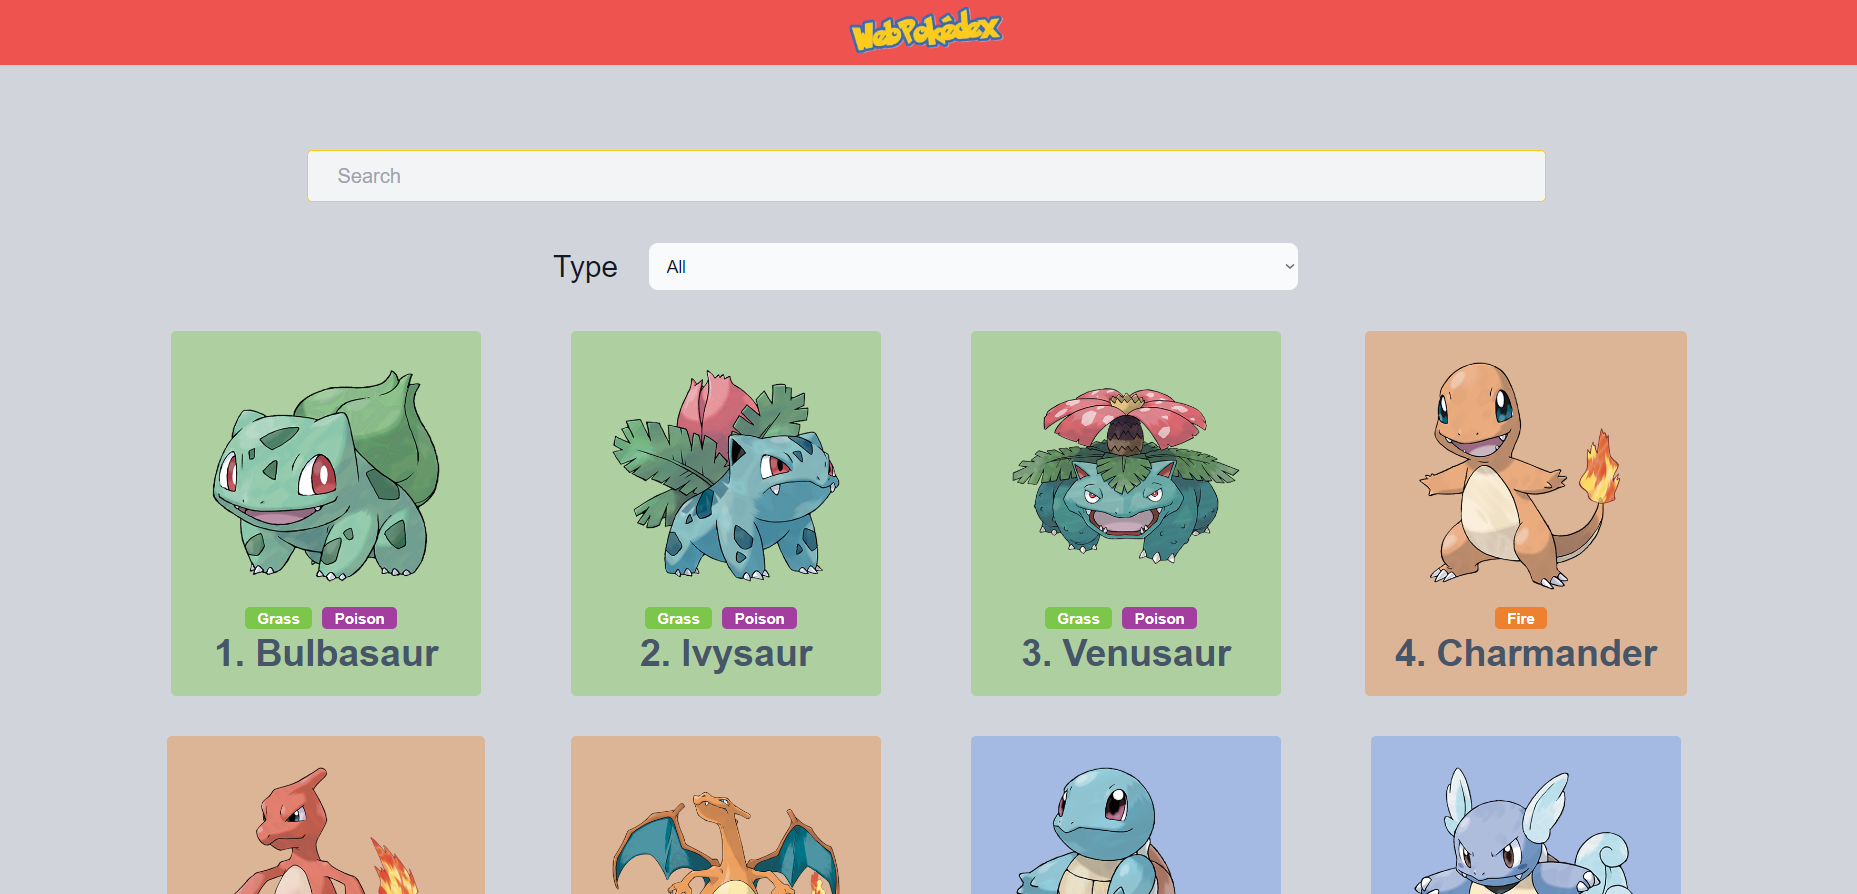 WebPokédex
Search
Type All
Grass Poison
1. Bulbasaur
Grass Poison
2. Ivysaur
Grass Poison
3. Venusaur
Fire
4. Charmander